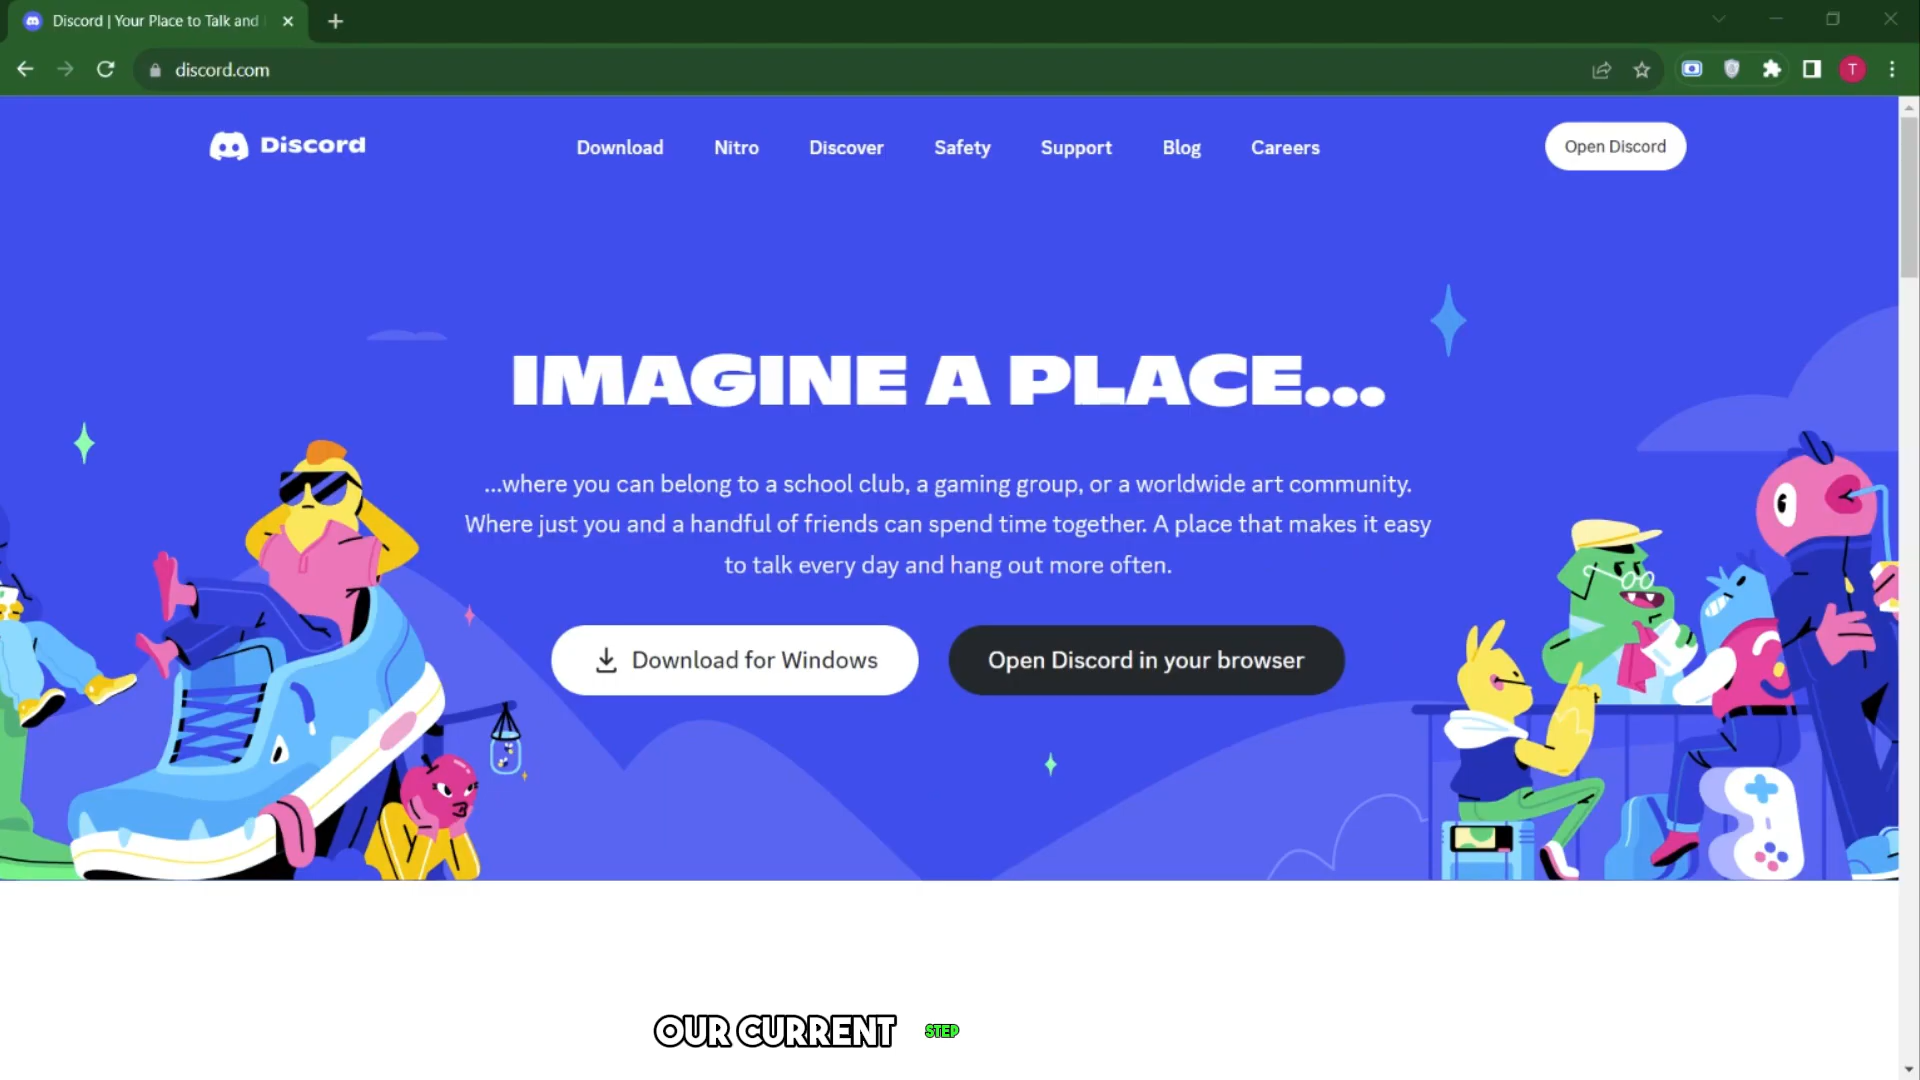 Discord | Your Place to Talk and
discord.com
T
Discord
Download Nitro Discover Safety Support Blog Careers
Open Discord
IMAGINE A PLACE...
...where you can belong to a school club, a gaming group, or a worldwide art community.
Where just you and a handful of friends can spend time together. A place that makes it easy
to talk every day and hang out more often.
Download for Windows
Open Discord in your browser
OUR CURRENT STEP